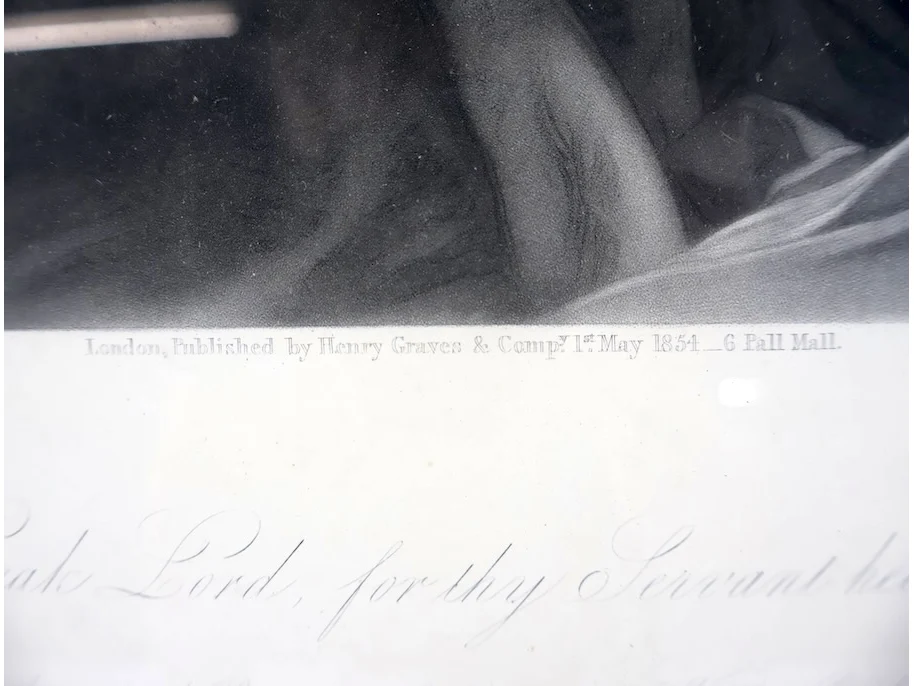 London, Published by Henry Graves & Compy. 1st. May 1854_6 Pall Mall.
Lord, for thy Servant